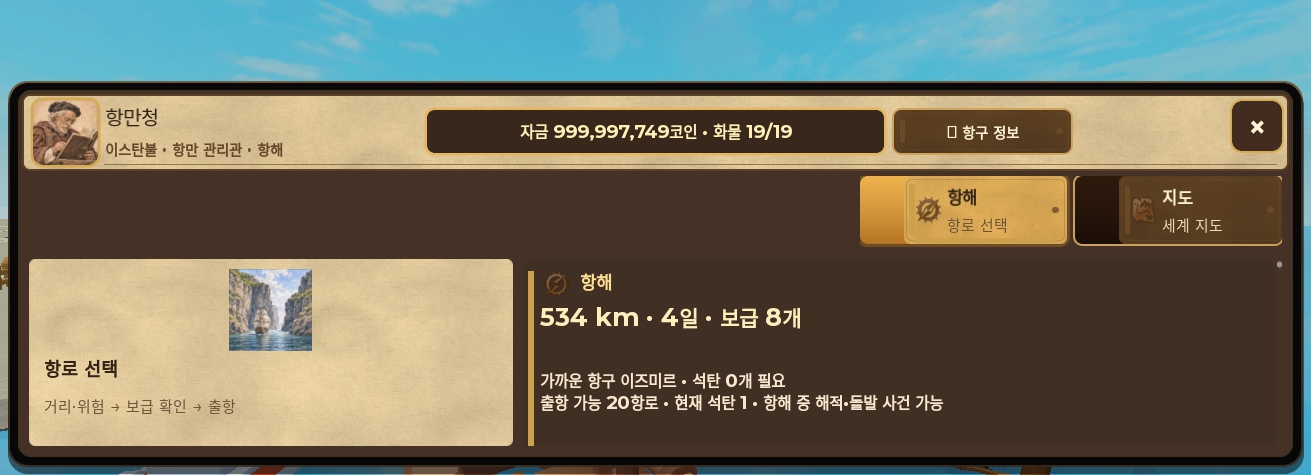 항만청
이스탄불 • 항만 관리관 • 항해
자금 999,997,749코인 • 화물 19/19
항구 정보
×
항해
항로 선택
지도
세계 지도
항로 선택
거리·위험 → 보급 확인 → 출항
항해
534 km • 4일 • 보급 8개
가까운 항구 이즈미르 • 석탄 0개 필요
출항 가능 20항로 • 현재 석탄 1 • 항해 중 해적•돌발 사건 가능